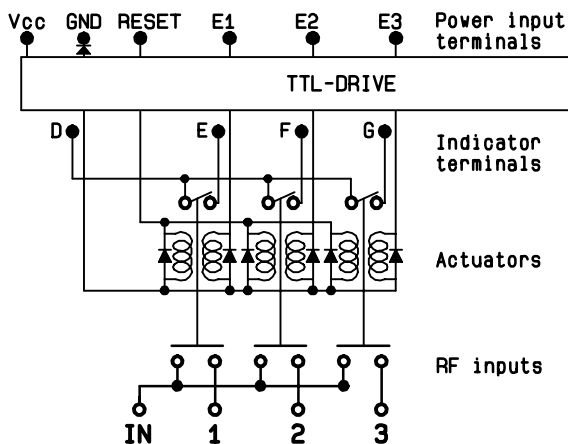 Vcc GND RESET E1 E2 E3 Power input
terminals
TTL-DRIVE
D E F G Indicator
terminals
Actuators
RF inputs
IN 1 2 3